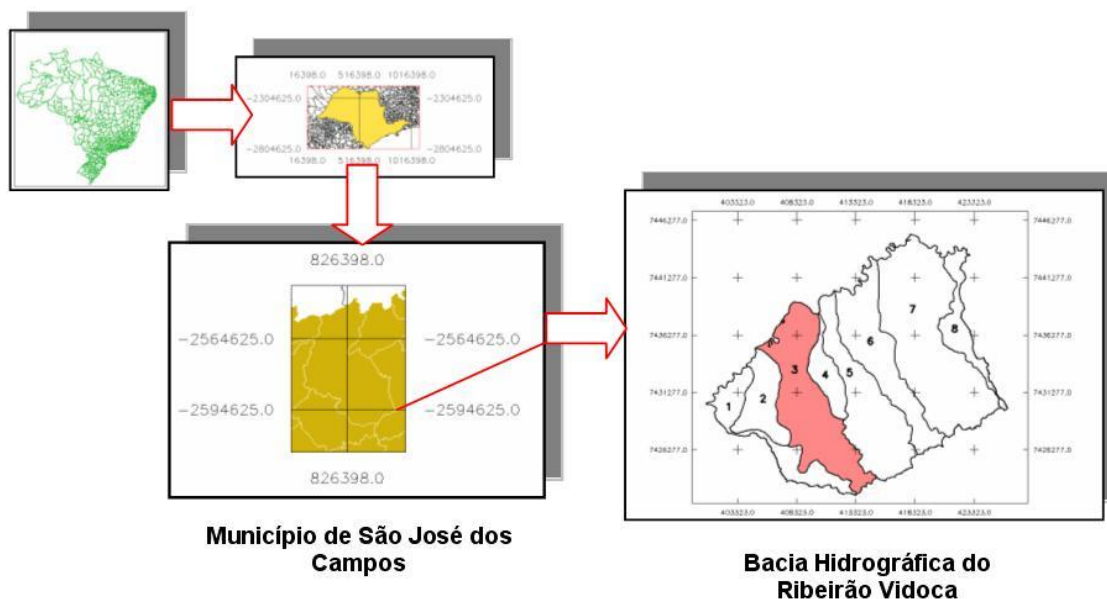 16398.0 516398.0 1016398.0
−2304625.0 −2304625.0
−2804625.0 −2804625.0
16398.0 516398.0 1016398.0
826398.0
−2564625.0 −2564625.0
−2594625.0 −2594625.0
826398.0
Município de São José dos
Campos
403323.0 408323.0 413323.0 418323.0 423323.0
7446277.0 7446277.0
7441277.0 7441277.0
7436277.0 7436277.0
7431277.0 7431277.0
7426277.0 7426277.0
1
2
3
4
5
6
7
8
403323.0 408323.0 413323.0 418323.0 423323.0
Bacia Hidrográfica do
Ribeirão Vidoca